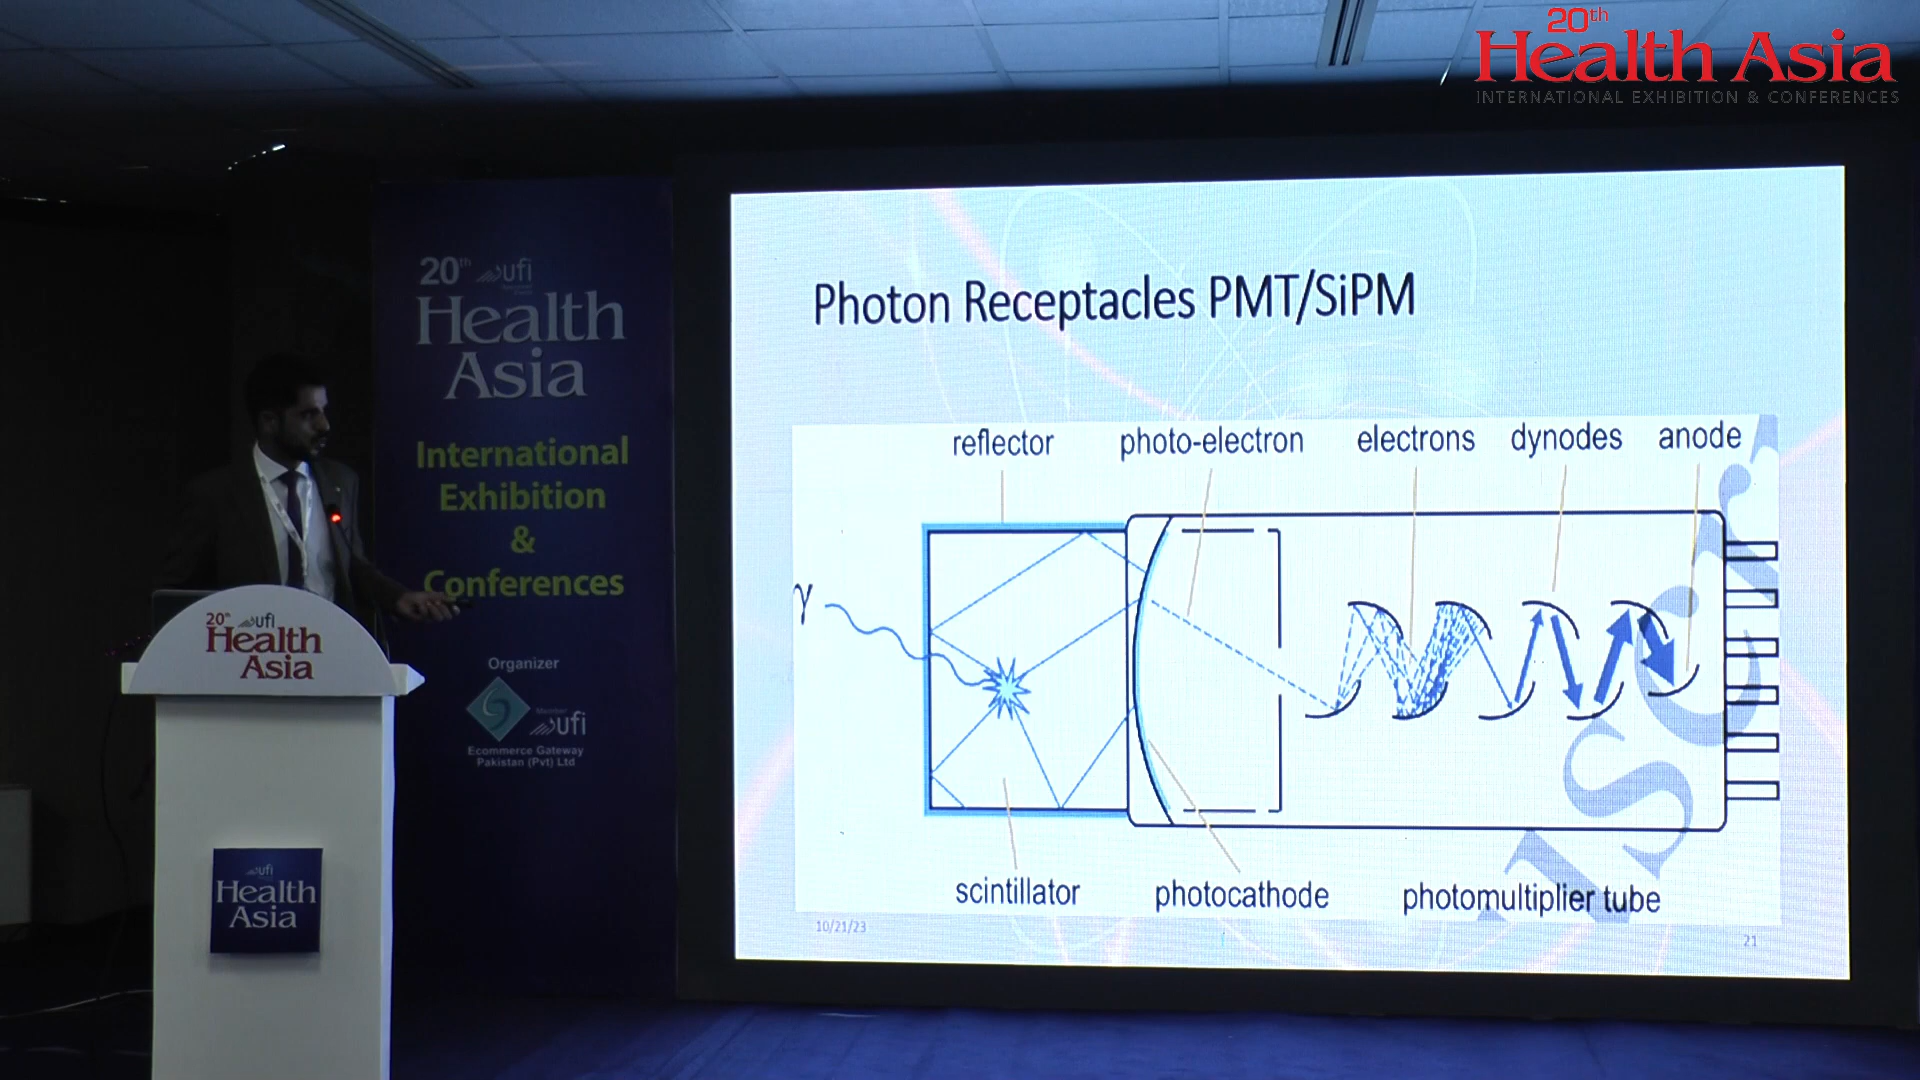 20th
Health Asia
INTERNATIONAL EXHIBITION & CONFERENCES
20th ufi
Health
Asia
International
Exhibition
&
Conferences
Organizer
Member
ufi
Ecommerce Gateway
Pakistan (Pvt) Ltd
20th ufi
Health
Asia
ufi
Health
Asia
Photon Receptacles PMT/SiPM
reflector
photo-electron
electrons
dynodes
anode
γ
scintillator
photocathode
photomultiplier tube
10/21/23
21